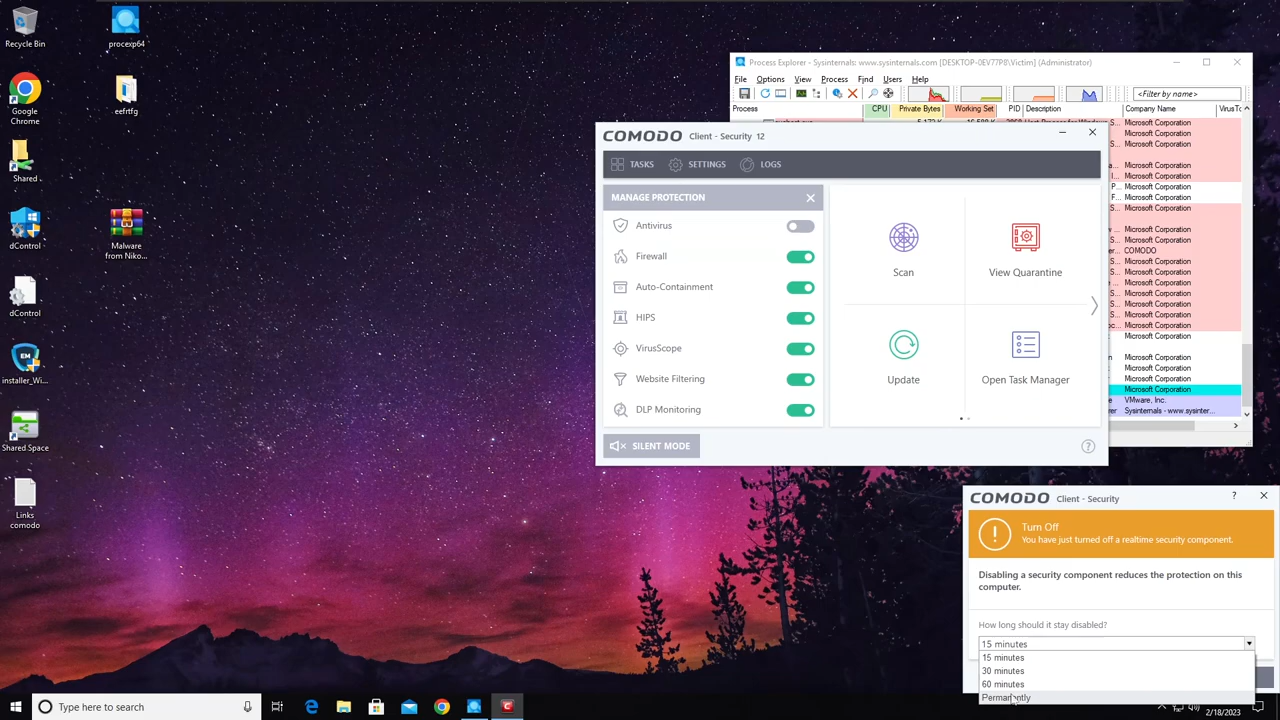 Recycle Bin
procexp64
Google
Chrome
eefrtfg
Shared
dControl
Malware
from Niko...
dControl
installer_Wi...
Shared Space
Links
comodo
Process Explorer - Sysinternals: www.sysinternals.com [DESKTOP-0EV77P8\Victim] (Administrator)
File Options View Process Find Users Help
<Filter by name>
Process CPU Private Bytes Working Set PID Description Company Name
Microsoft Corporation
Microsoft Corporation
Microsoft Corporation
Microsoft Corporation
Microsoft Corporation
Microsoft Corporation
Microsoft Corporation
Microsoft Corporation
Microsoft Corporation
Microsoft Corporation
COMODO
Microsoft Corporation
Microsoft Corporation
Microsoft Corporation
Microsoft Corporation
Microsoft Corporation
Microsoft Corporation
Microsoft Corporation
Microsoft Corporation
Microsoft Corporation
Microsoft Corporation
Microsoft Corporation
Microsoft Corporation
VMware, Inc.
Sysinternals - www.sysinter...
COMODO Client - Security 12
TASKS SETTINGS LOGS
MANAGE PROTECTION
Antivirus
Firewall
Auto-Containment
HIPS
VirusScope
Website Filtering
DLP Monitoring
Scan
View Quarantine
Update
Open Task Manager
SILENT MODE
?
COMODO Client - Security ?
Turn Off
You have just turned off a realtime security component.
Disabling a security component reduces the protection on this
computer.
How long should it stay disabled?
15 minutes
15 minutes
30 minutes
60 minutes
Permanently
Type here to search
2/18/2023